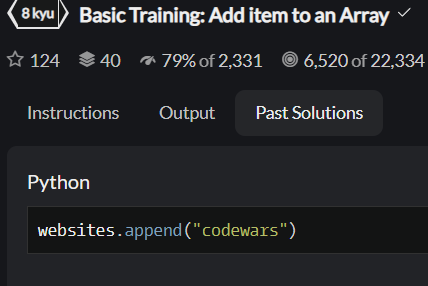 8 kyu Basic Training: Add item to an Array
124 40 79% of 2,331 6,520 of 22,334
Instructions Output Past Solutions
Python
websites.append("codewars")